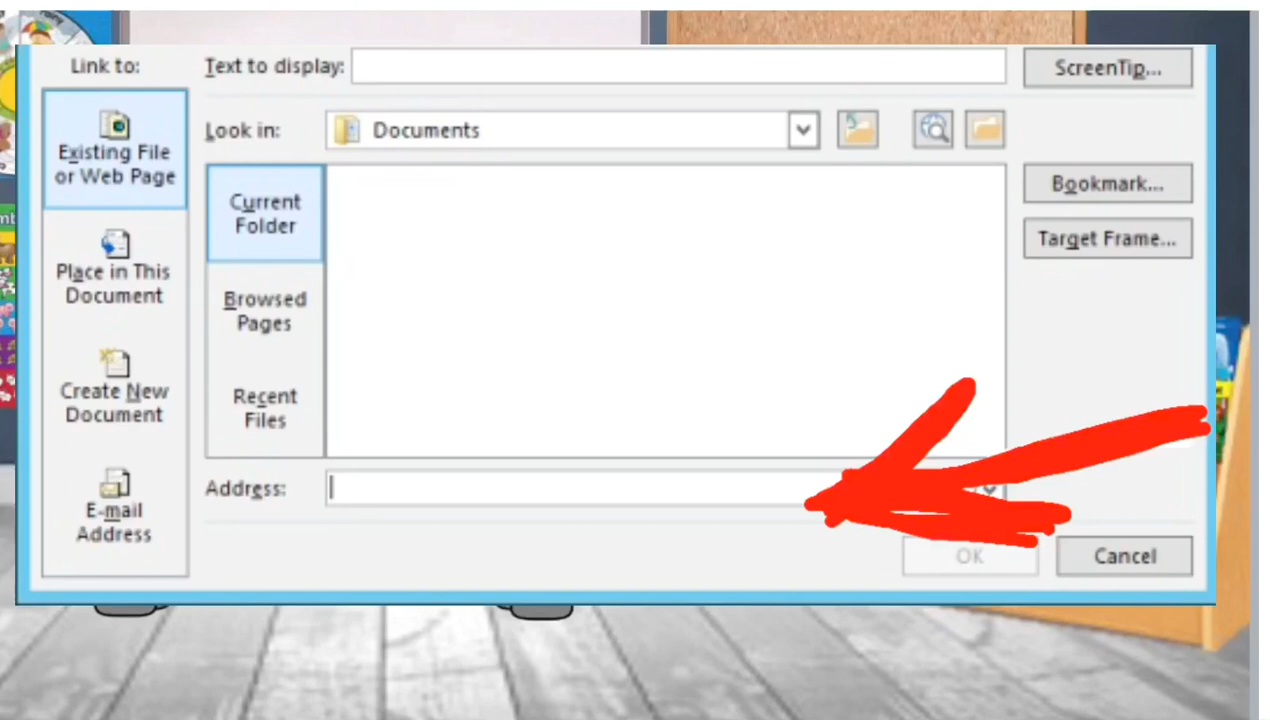 Link to:
Text to display:
ScreenTip...
Look in:
Documents
Existing File
or Web Page
Bookmark...
Current
Folder
Target Frame...
Place in This
Document
Browsed
Pages
Create New
Document
Recent
Files
Address:
E-mail
Address
OK
Cancel